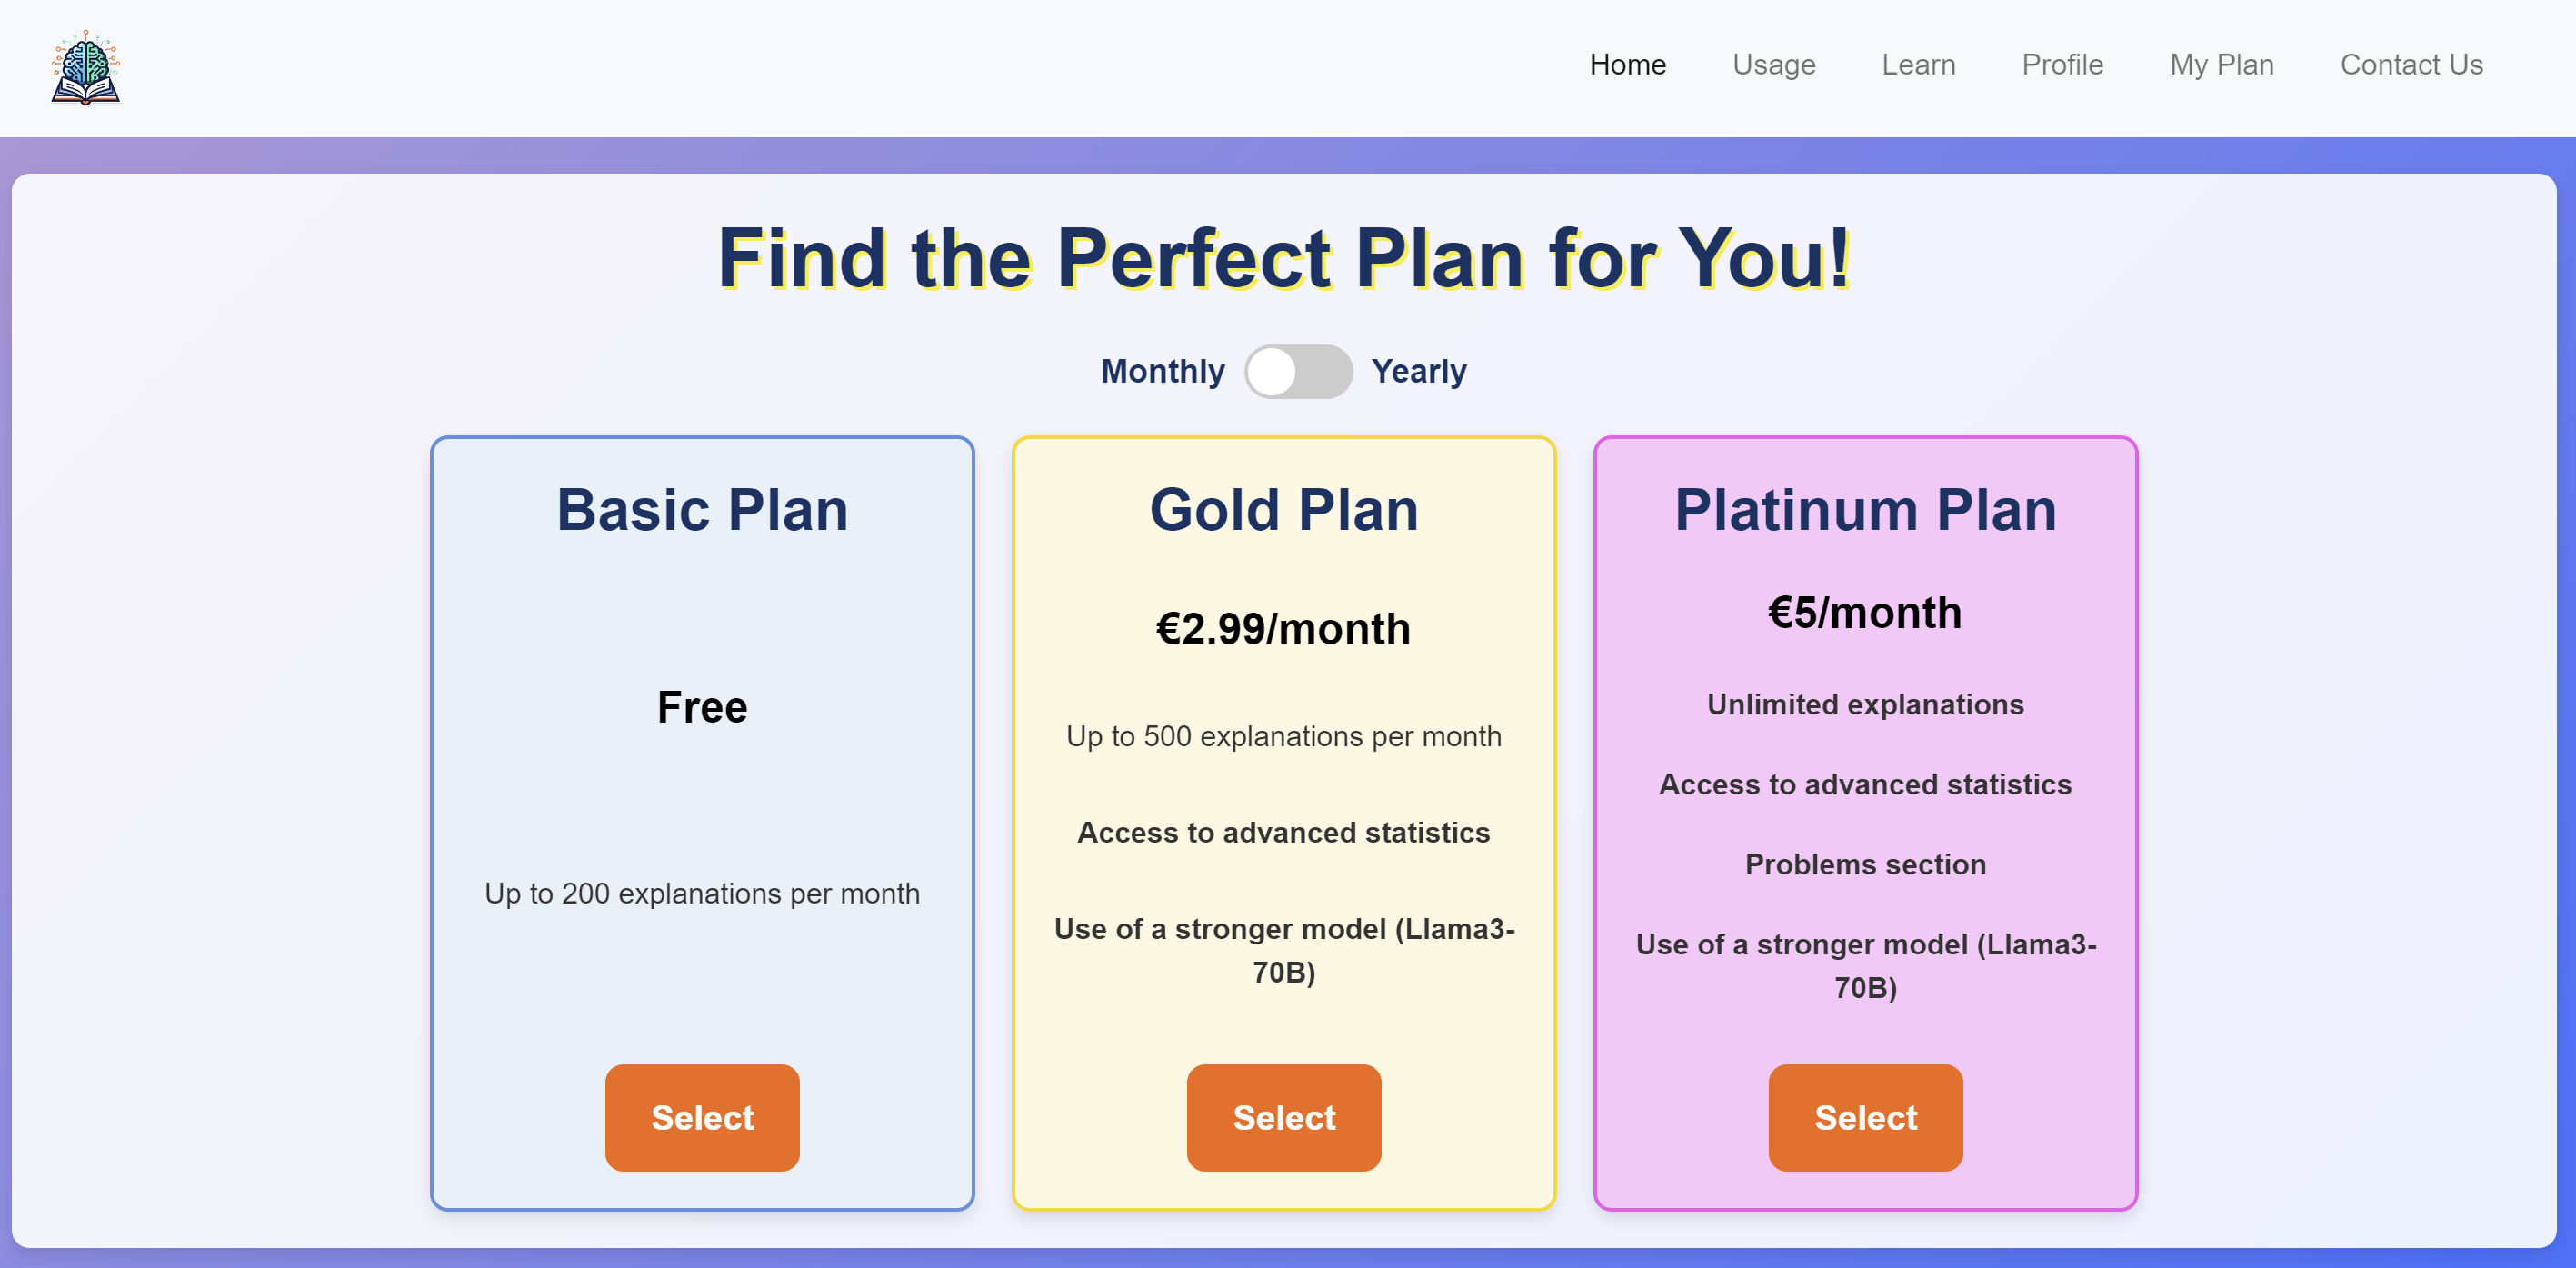 Home
Usage
Learn
Profile
My Plan
Contact Us
Find the Perfect Plan for You!
Monthly
Yearly
Basic Plan
Free
Up to 200 explanations per month
Select
Gold Plan
€2.99/month
Up to 500 explanations per month
Access to advanced statistics
Use of a stronger model (Llama3-
70B)
Select
Platinum Plan
€5/month
Unlimited explanations
Access to advanced statistics
Problems section
Use of a stronger model (Llama3-
70B)
Select